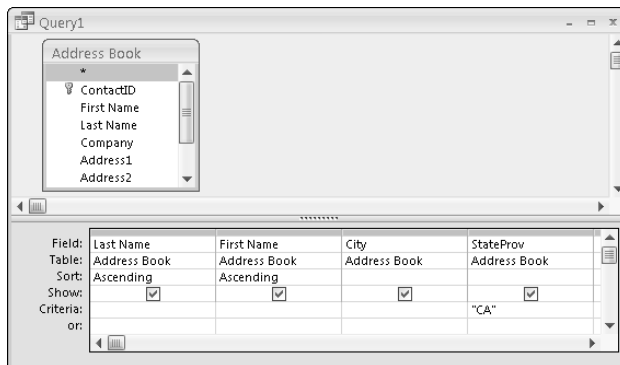 Query1
Address Book
*
ContactID
First Name
Last Name
Company
Address1
Address2
Field: Last Name First Name City StateProv
Table: Address Book Address Book Address Book Address Book
Sort: Ascending Ascending
Show:
Criteria: "CA"
or: